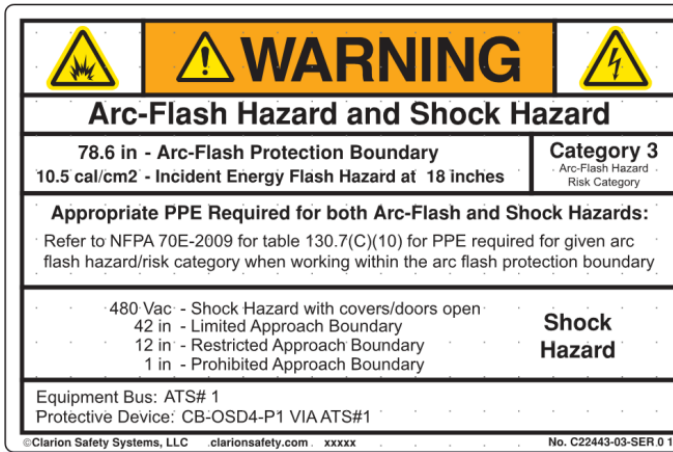 WARNING
Arc-Flash Hazard and Shock Hazard
78.6 in - Arc-Flash Protection Boundary
10.5 cal/cm2 - Incident Energy Flash Hazard at 18 inches
Category 3
Arc-Flash Hazard
Risk Category
Appropriate PPE Required for both Arc-Flash and Shock Hazards:
Refer to NFPA 70E-2009 for table 130.7(C)(10) for PPE required for given arc
flash hazard/risk category when working within the arc flash protection boundary
480 Vac - Shock Hazard with covers/doors open
42 in - Limited Approach Boundary
12 in - Restricted Approach Boundary
1 in - Prohibited Approach Boundary
Shock
Hazard
Equipment Bus: ATS# 1
Protective Device: CB-OSD4-P1 VIA ATS#1
©Clarion Safety Systems, LLC clarionsafety.com xxxxx No. C22443-03-SER 0 1